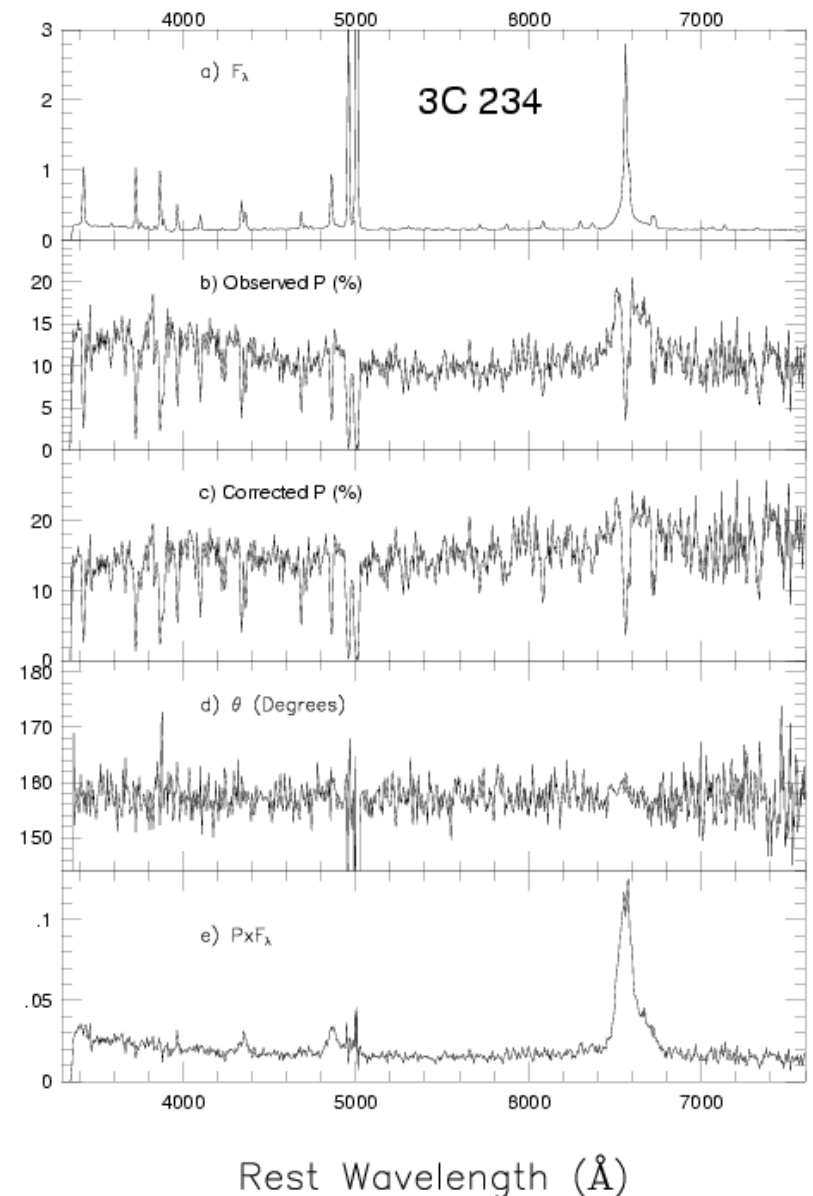 4000 5000 6000 7000
3
a) Fλ
3C 234
2
1
0
b) Observed P (%)
20
15
10
5
0
c) Corrected P (%)
20
10
0
180
d) θ (Degrees)
170
160
150
.1
e) PxFλ
.05
0
4000 5000 6000 7000
Rest Wavelength (Å)